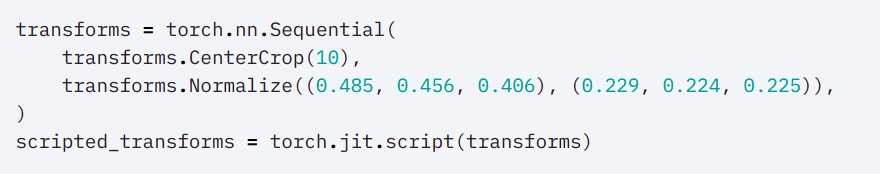 transforms = torch.nn.Sequential(
    transforms.CenterCrop(10),
    transforms.Normalize((0.485, 0.456, 0.406), (0.229, 0.224, 0.225)),
)
scripted_transforms = torch.jit.script(transforms)